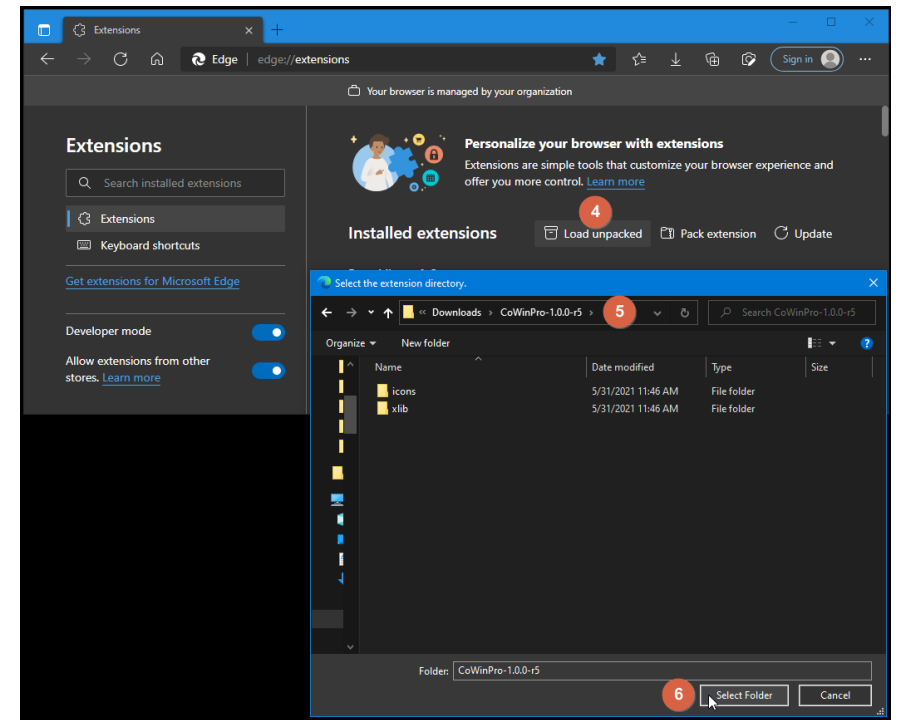 Extensions
Edge | edge://extensions
Sign in
Your browser is managed by your organization
Extensions
Search installed extensions
Extensions
Keyboard shortcuts
Get extensions for Microsoft Edge
Developer mode
Allow extensions from other
stores. Learn more
Personalize your browser with extensions
Extensions are simple tools that customize your browser experience and
offer you more control. Learn more
4
Installed extensions
Load unpacked
Pack extension
Update
Select the extension directory.
« Downloads › CoWinPro-1.0.0-r5 ›
5
Search CoWinPro-1.0.0-r5
Organize
New folder
?
Name
Date modified
Type
Size
icons
5/31/2021 11:46 AM
File folder
xlib
5/31/2021 11:46 AM
File folder
Folder:
CoWinPro-1.0.0-r5
6
Select Folder
Cancel